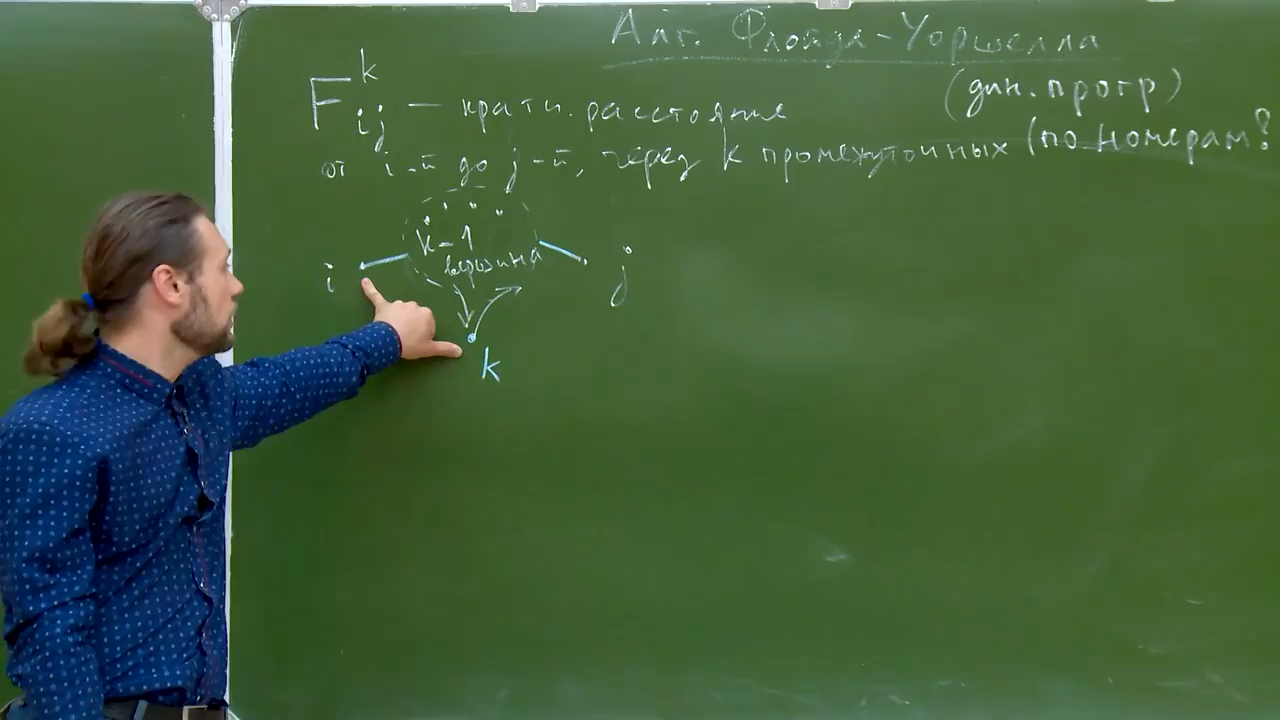 Алг. Флойда-Уоршелла
(дин. прогр)
F^k_ij — кратч. расстояние
от i-й до j-й, через k промежуточных (по номерам!
k-1
вершина
i
j
k